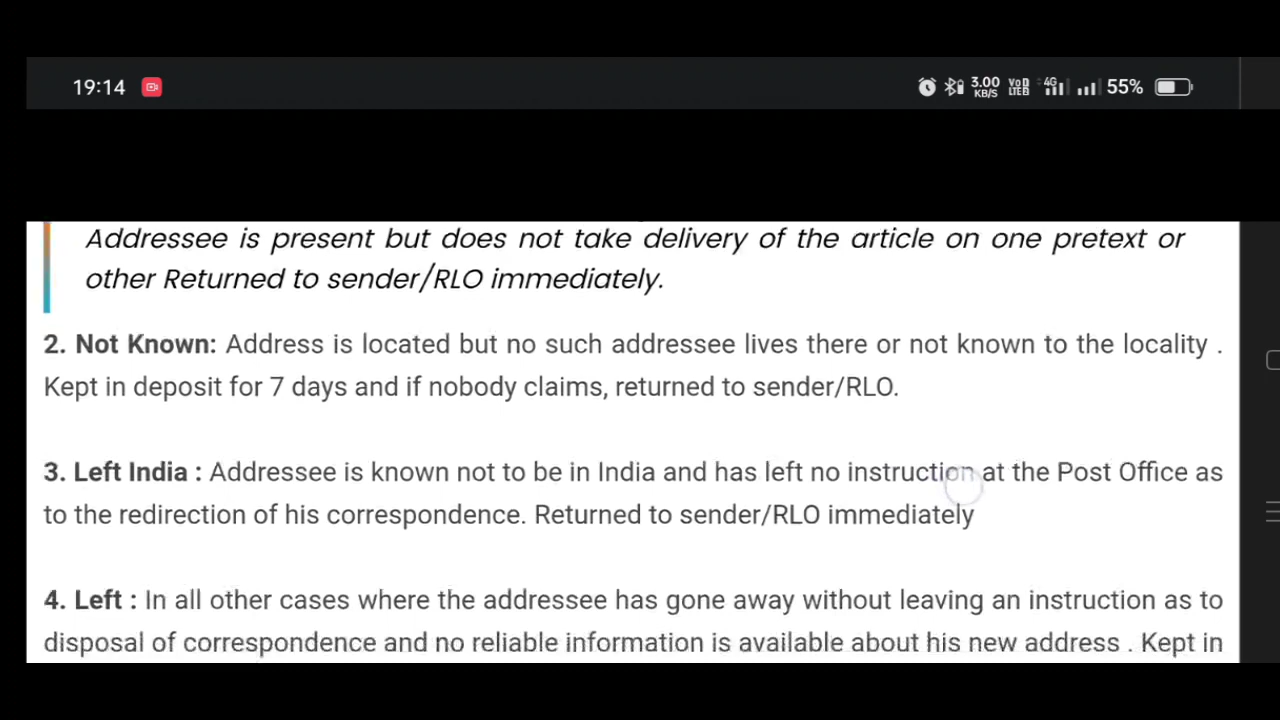 19:14 3.00 KB/S VoD LTED 4G 55%
Addressee is present but does not take delivery of the article on one pretext or
other Returned to sender/RLO immediately.
2. Not Known: Address is located but no such addressee lives there or not known to the locality .
Kept in deposit for 7 days and if nobody claims, returned to sender/RLO.
3. Left India : Addressee is known not to be in India and has left no instruction at the Post Office as
to the redirection of his correspondence. Returned to sender/RLO immediately
4. Left : In all other cases where the addressee has gone away without leaving an instruction as to
disposal of correspondence and no reliable information is available about his new address . Kept in